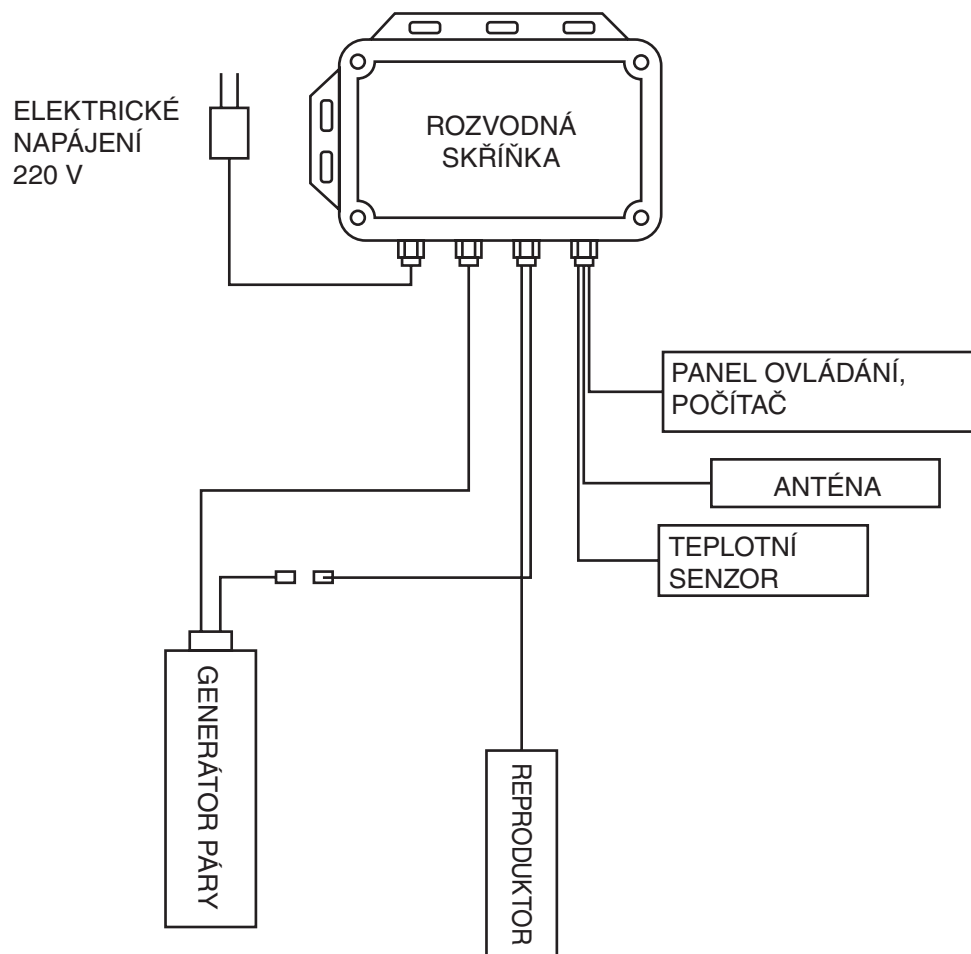 ELEKTRICKÉ
NAPÁJENÍ
220 V
ROZVODNÁ
SKŘÍŇKA
PANEL OVLÁDÁNÍ,
POČÍTAČ
ANTÉNA
TEPLOTNÍ
SENZOR
GENERÁTOR PÁRY
REPRODUKTOR